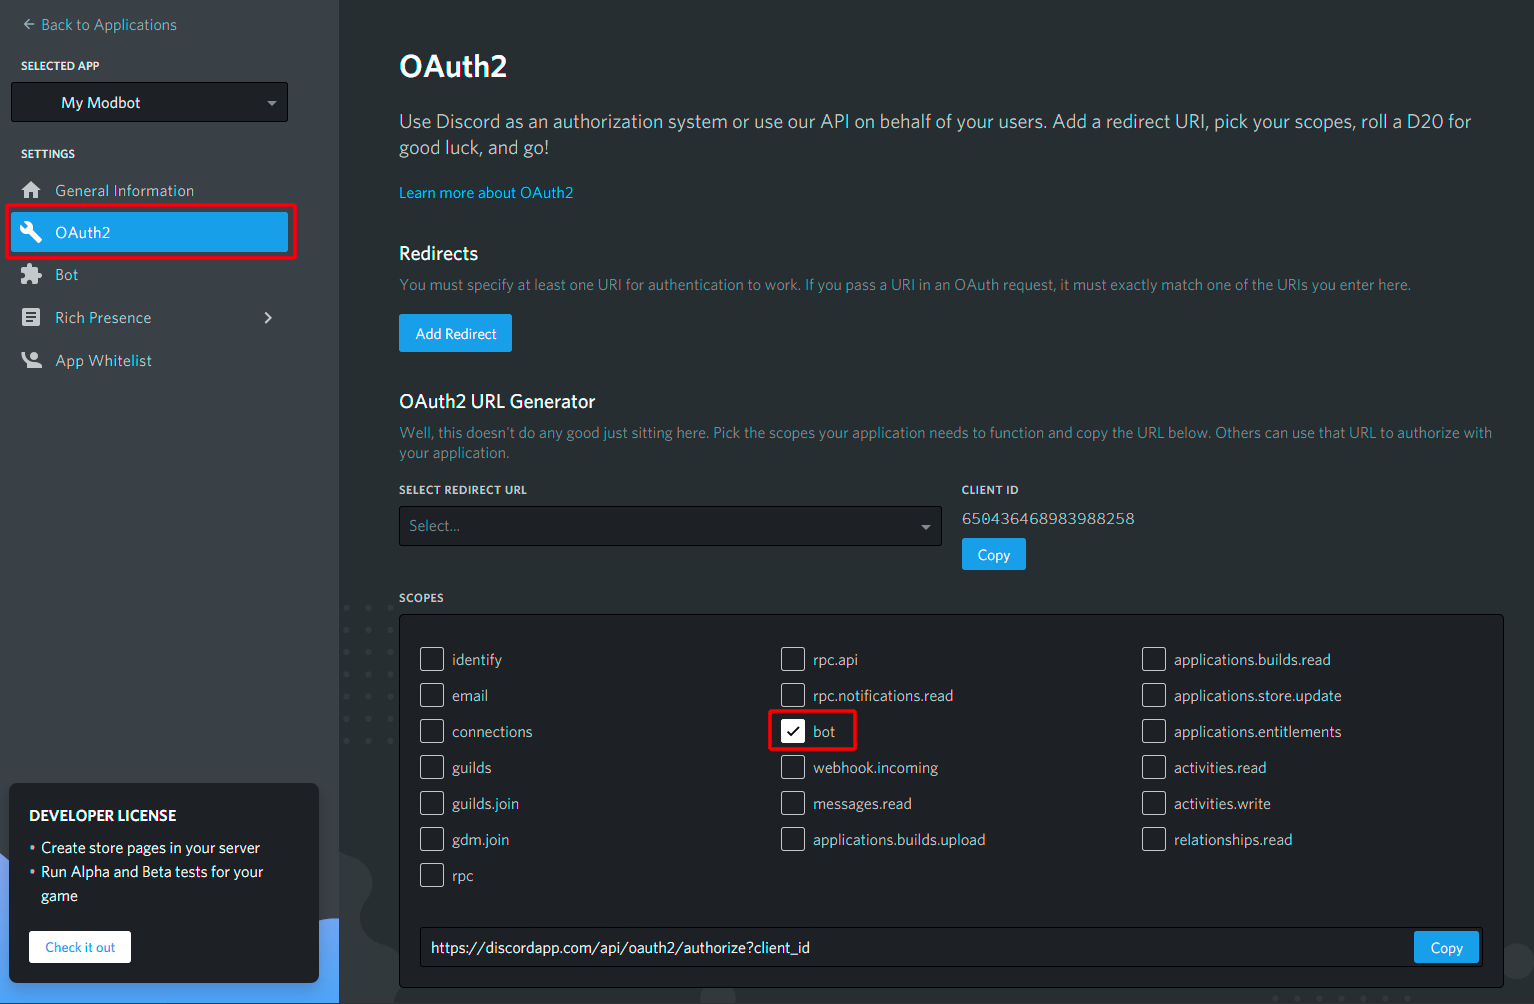 Back to Applications
SELECTED APP
My Modbot
SETTINGS
General Information
OAuth2
Bot
Rich Presence
App Whitelist
DEVELOPER LICENSE
• Create store pages in your server
• Run Alpha and Beta tests for your
game
Check it out
OAuth2
Use Discord as an authorization system or use our API on behalf of your users. Add a redirect URI, pick your scopes, roll a D20 for
good luck, and go!
Learn more about OAuth2
Redirects
You must specify at least one URI for authentication to work. If you pass a URI in an OAuth request, it must exactly match one of the URIs you enter here.
Add Redirect
OAuth2 URL Generator
Well, this doesn't do any good just sitting here. Pick the scopes your application needs to function and copy the URL below. Others can use that URL to authorize with
your application.
SELECT REDIRECT URL
Select...
CLIENT ID
650436468983988258
Copy
SCOPES
identify
email
connections
guilds
guilds.join
gdm.join
rpc
rpc.api
rpc.notifications.read
bot
webhook.incoming
messages.read
applications.builds.upload
applications.builds.read
applications.store.update
applications.entitlements
activities.read
activities.write
relationships.read
https://discordapp.com/api/oauth2/authorize?client_id
Copy